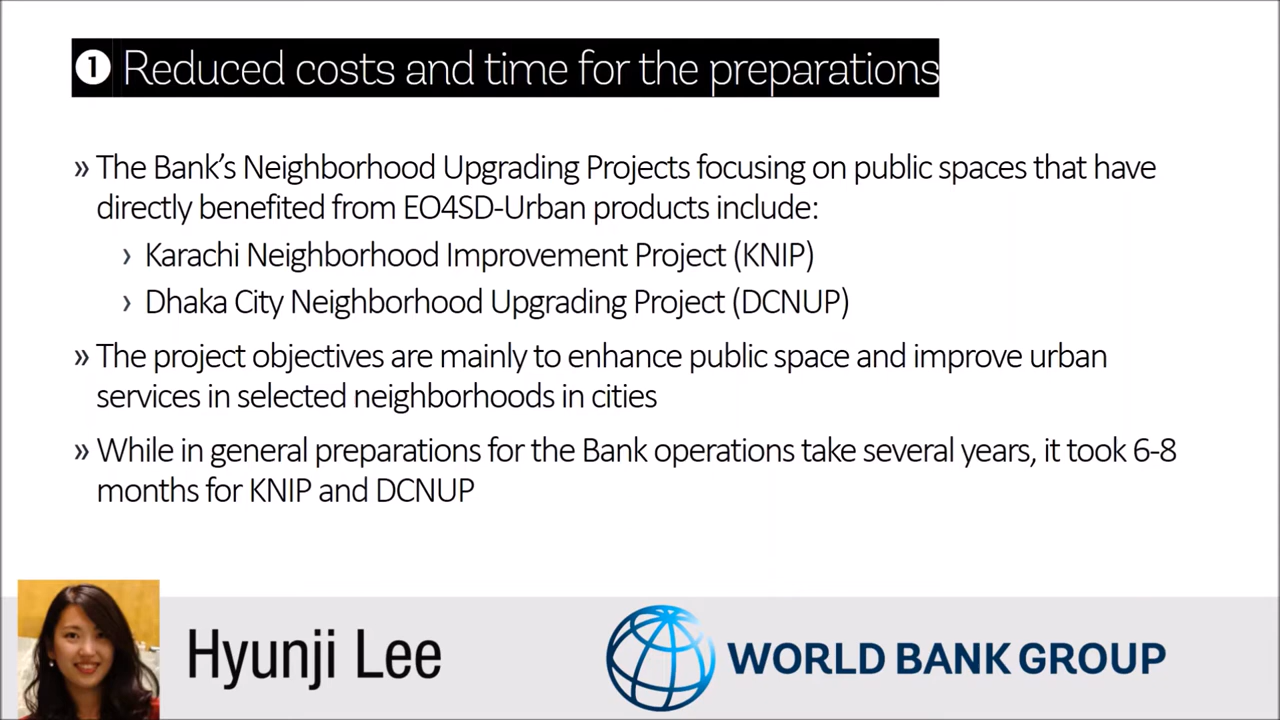 ❶ Reduced costs and time for the preparations
» The Bank’s Neighborhood Upgrading Projects focusing on public spaces that have
directly benefited from EO4SD-Urban products include:
› Karachi Neighborhood Improvement Project (KNIP)
› Dhaka City Neighborhood Upgrading Project (DCNUP)
» The project objectives are mainly to enhance public space and improve urban
services in selected neighborhoods in cities
» While in general preparations for the Bank operations take several years, it took 6-8
months for KNIP and DCNUP
Hyunji Lee
WORLD BANK GROUP